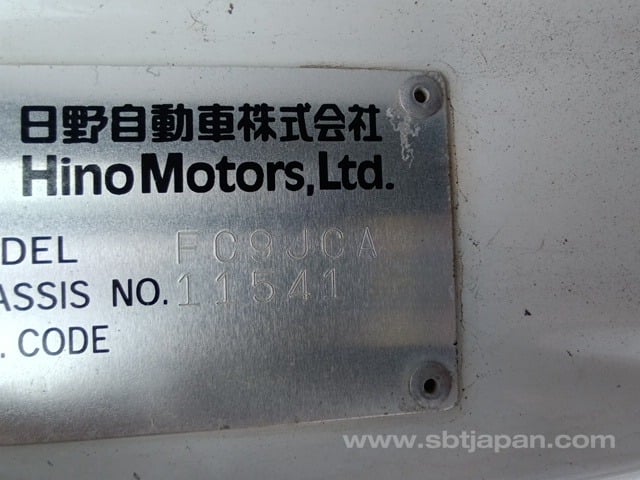 日野自動車株式会社
Hino Motors, Ltd.
ODEL FC9JCA
ASSIS NO. 11541
. CODE
www.sbtjapan.com